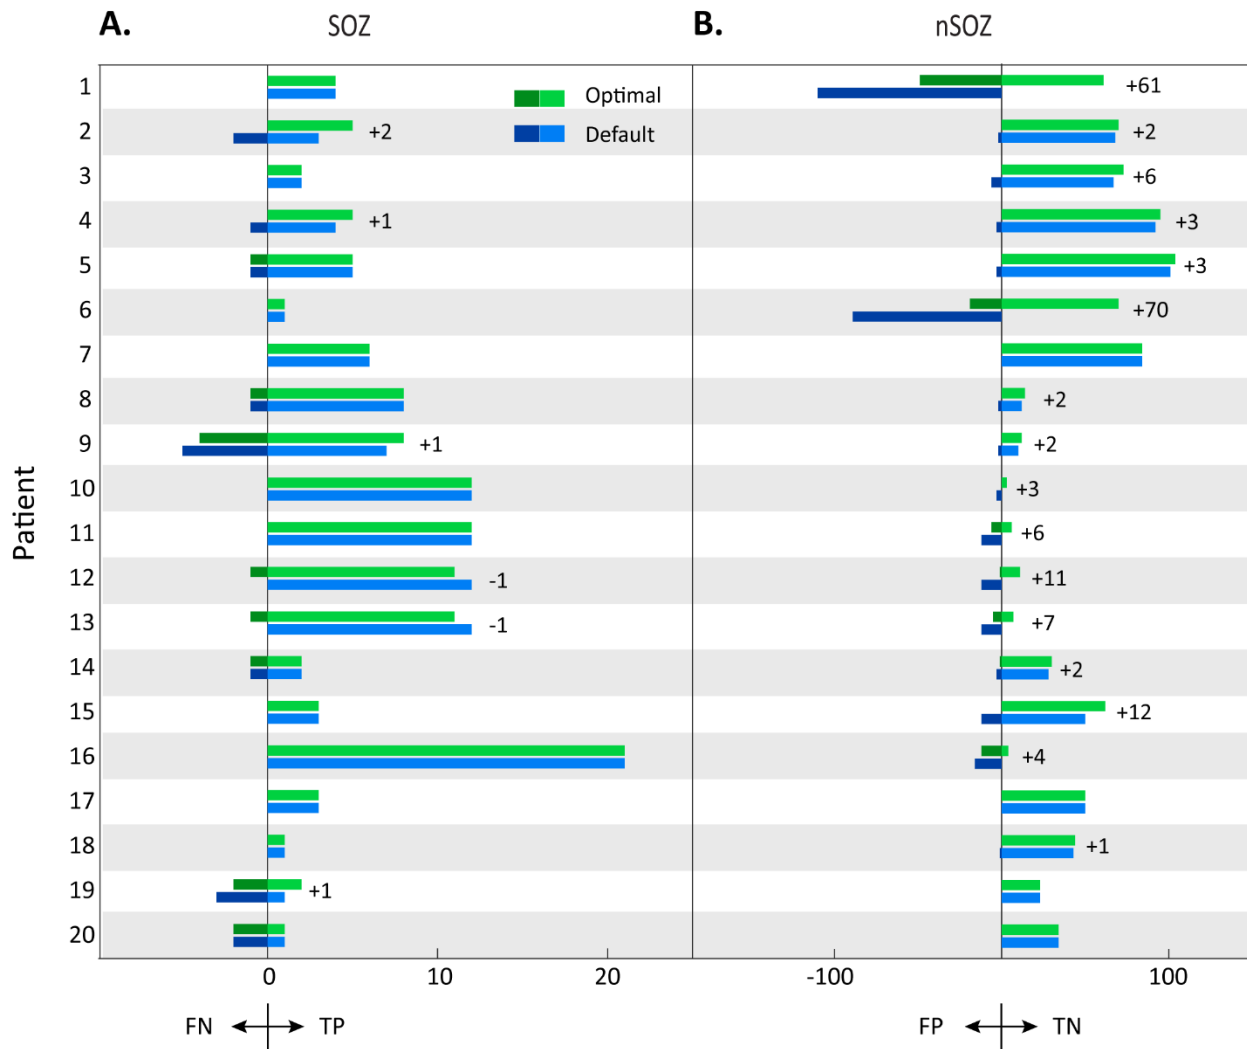 A. SOZ B. nSOZ
Optimal
Default
Patient
1 +61
2 +2 +2
3 +6
4 +1 +3
5 +3
6 +70
7
8 +2
9 +1 +2
10 +3
11 +6
12 -1 +11
13 -1 +7
14 +2
15 +12
16 +4
17
18 +1
19 +1
20
0 10 20 -100 100
FN TP FP TN